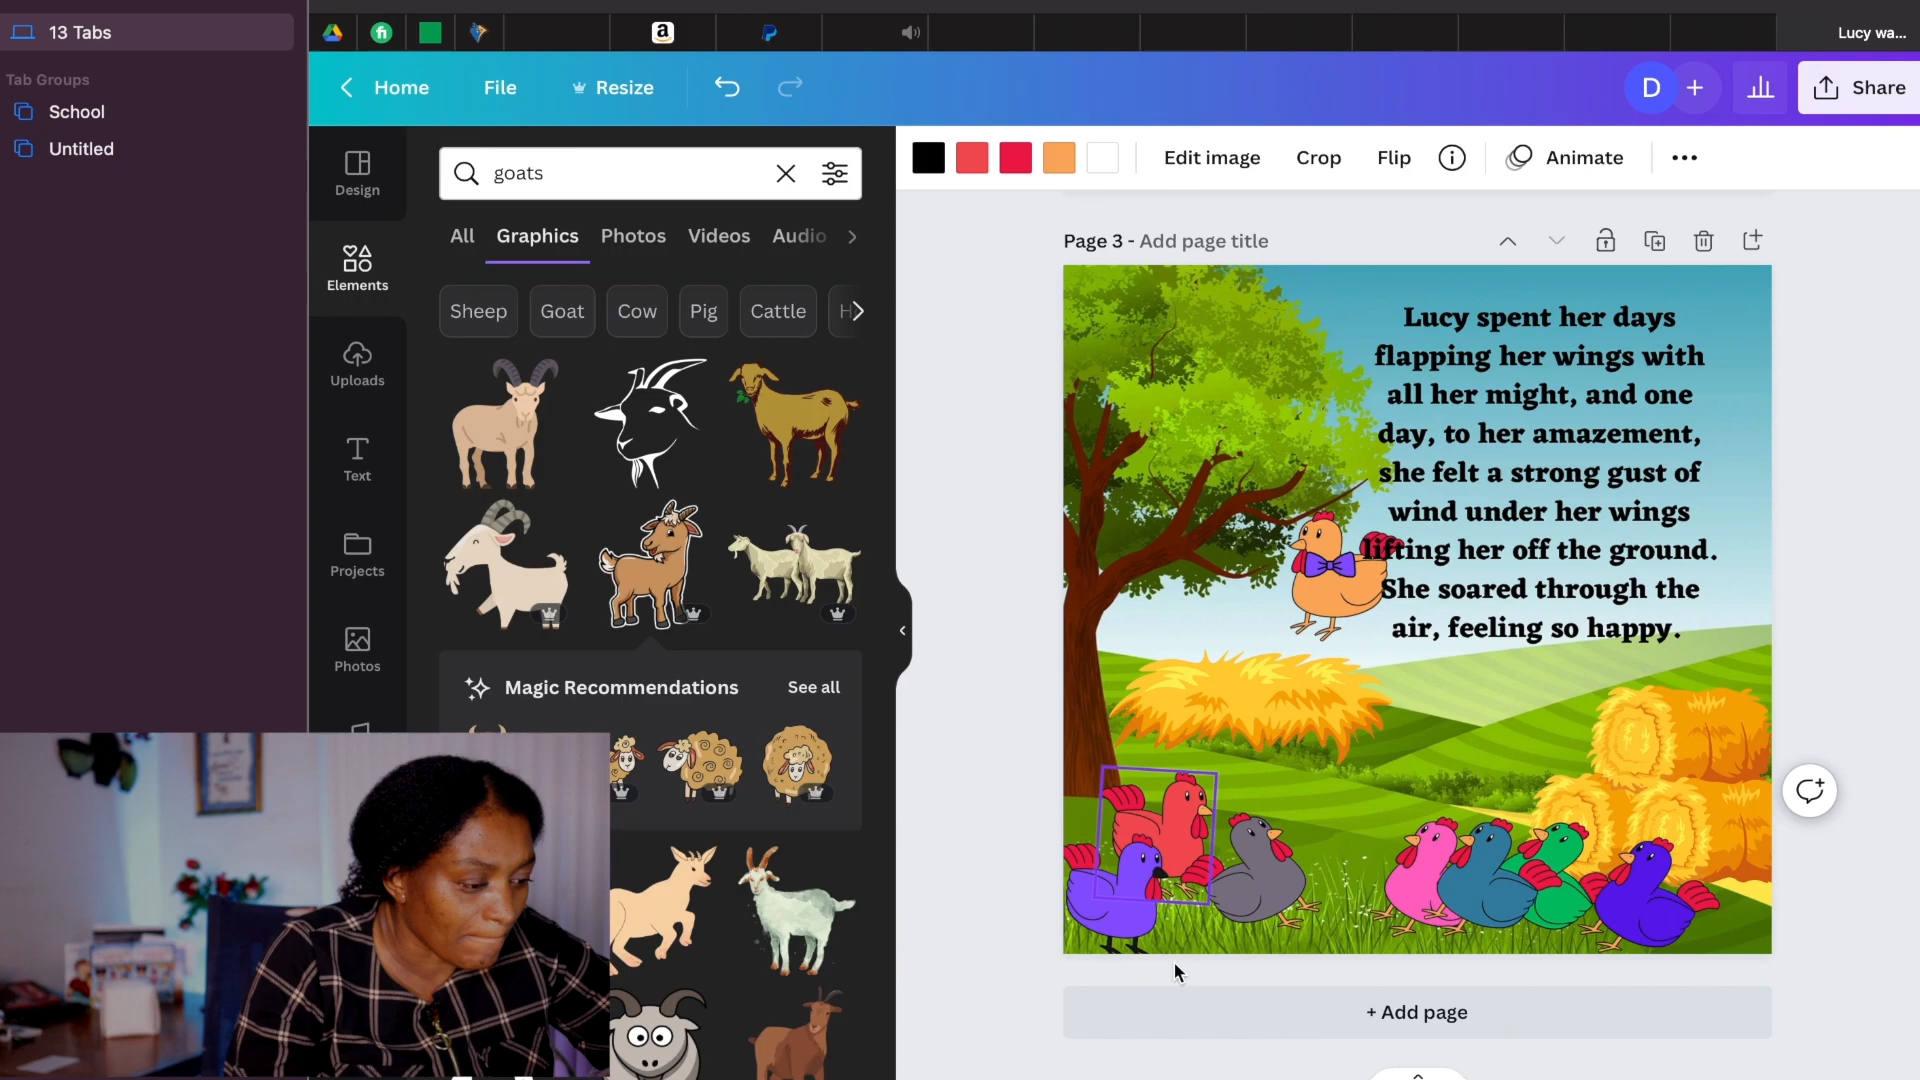 13 Tabs
Lucy wa...
Tab Groups
School
Untitled
Home
File
Resize
D
Share
Design
Elements
Uploads
Text
Projects
Photos
goats
All
Graphics
Photos
Videos
Audio
Sheep
Goat
Cow
Pig
Cattle
H
Magic Recommendations
See all
Edit image
Crop
Flip
Animate
Page 3 - Add page title
Lucy spent her days
flapping her wings with
all her might, and one
day, to her amazement,
she felt a strong gust of
wind under her wings
lifting her off the ground.
She soared through the
air, feeling so happy.
+ Add page